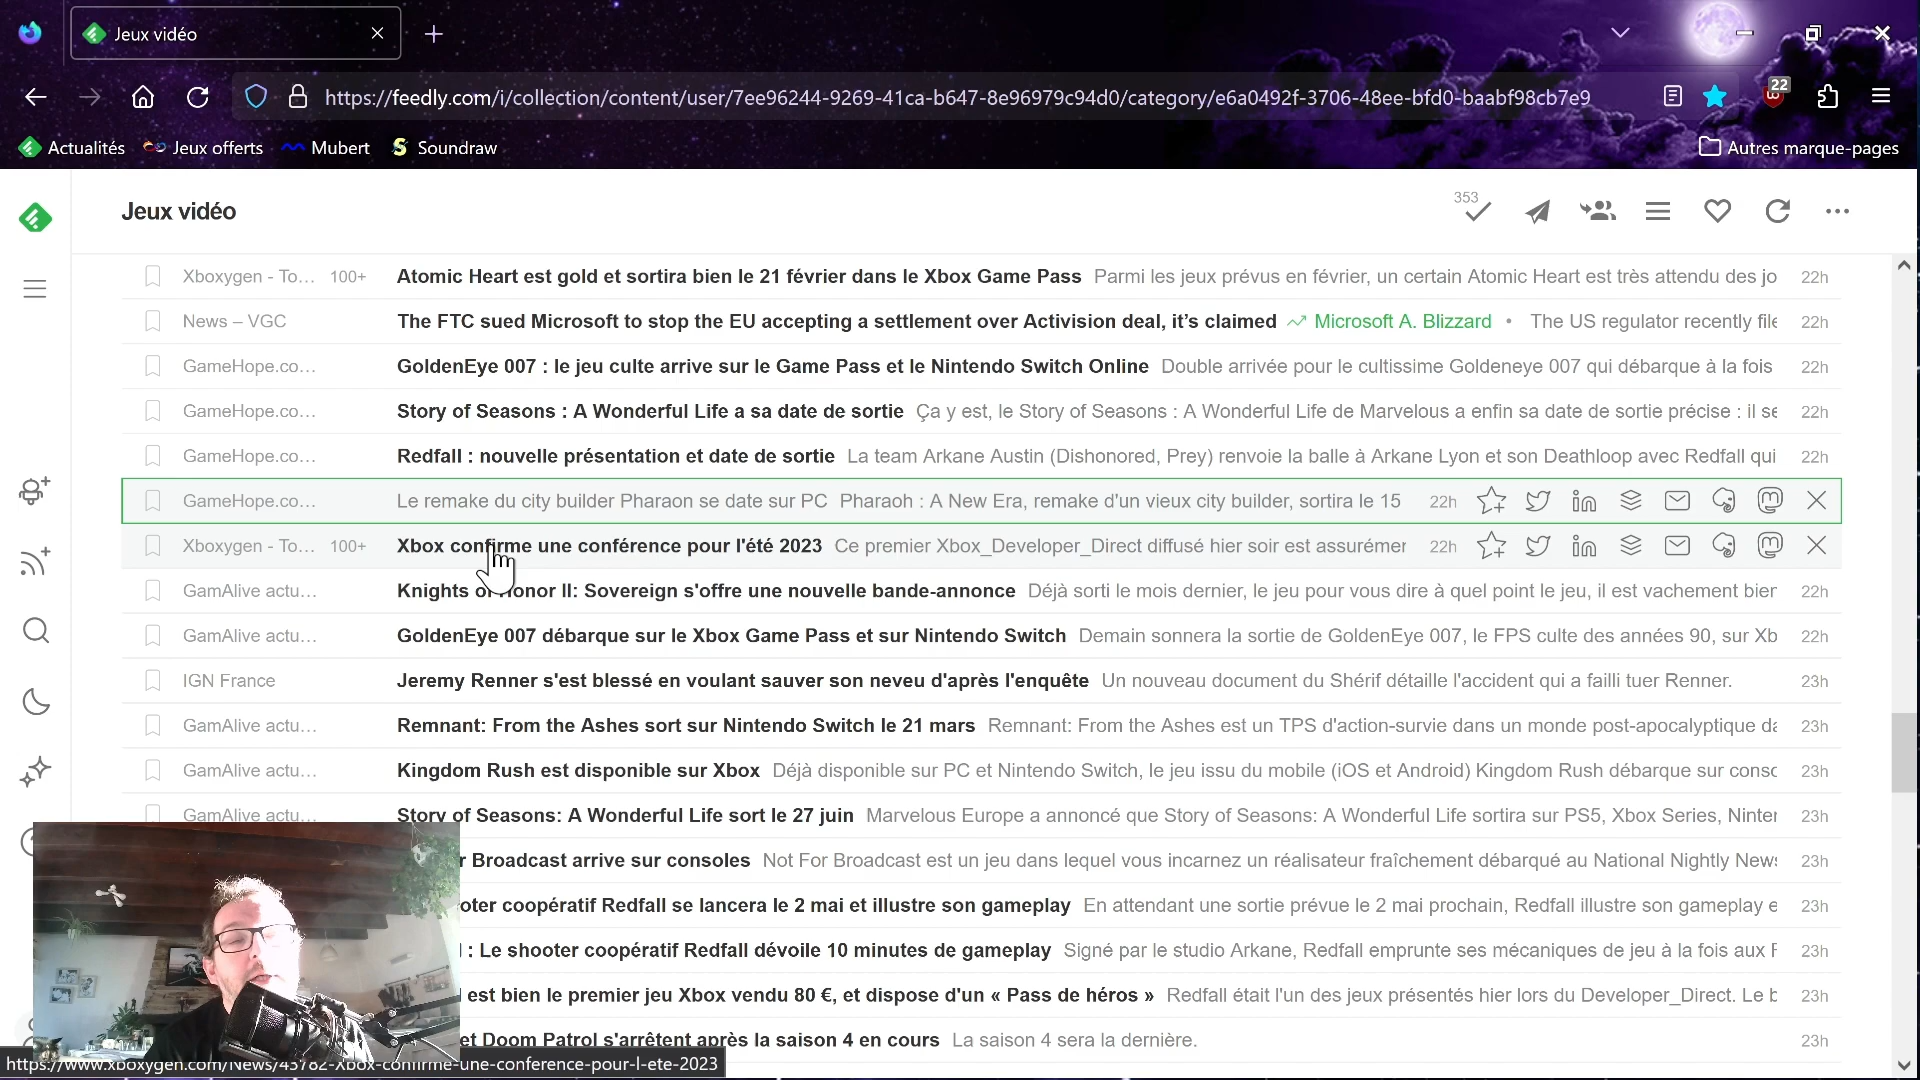 Jeux vidéo
22
https://feedly.com/i/collection/content/user/7ee96244-9269-41ca-b647-8e96979c94d0/category/e6a0492f-3706-48ee-bfd0-baabf98cb7e9
Actualités Jeux offerts Mubert Soundraw Autres marque-pages
Jeux vidéo 353
Xboxygen - To... 100+ Atomic Heart est gold et sortira bien le 21 février dans le Xbox Game Pass Parmi les jeux prévus en février, un certain Atomic Heart est très attendu des jo 22h
News – VGC The FTC sued Microsoft to stop the EU accepting a settlement over Activision deal, it's claimed Microsoft A. Blizzard • The US regulator recently file 22h
GameHope.co... GoldenEye 007 : le jeu culte arrive sur le Game Pass et le Nintendo Switch Online Double arrivée pour le cultissime Goldeneye 007 qui débarque à la fois 22h
GameHope.co... Story of Seasons : A Wonderful Life a sa date de sortie Ça y est, le Story of Seasons : A Wonderful Life de Marvelous a enfin sa date de sortie précise : il se 22h
GameHope.co... Redfall : nouvelle présentation et date de sortie La team Arkane Austin (Dishonored, Prey) renvoie la balle à Arkane Lyon et son Deathloop avec Redfall qui 22h
GameHope.co... Le remake du city builder Pharaon se date sur PC Pharaoh : A New Era, remake d'un vieux city builder, sortira le 15 22h
Xboxygen - To... 100+ Xbox confirme une conférence pour l'été 2023 Ce premier Xbox_Developer_Direct diffusé hier soir est assurémer 22h
GamAlive actu... Knights of Honor II: Sovereign s'offre une nouvelle bande-annonce Déjà sorti le mois dernier, le jeu pour vous dire à quel point le jeu, il est vachement bien 22h
GamAlive actu... GoldenEye 007 débarque sur le Xbox Game Pass et sur Nintendo Switch Demain sonnera la sortie de GoldenEye 007, le FPS culte des années 90, sur Xb 22h
IGN France Jeremy Renner s'est blessé en voulant sauver son neveu d'après l'enquête Un nouveau document du Shérif détaille l'accident qui a failli tuer Renner. 23h
GamAlive actu... Remnant: From the Ashes sort sur Nintendo Switch le 21 mars Remnant: From the Ashes est un TPS d'action-survie dans un monde post-apocalyptique da 23h
GamAlive actu... Kingdom Rush est disponible sur Xbox Déjà disponible sur PC et Nintendo Switch, le jeu issu du mobile (iOS et Android) Kingdom Rush débarque sur consc 23h
GamAlive actu... Story of Seasons: A Wonderful Life sort le 27 juin Marvelous Europe a annoncé que Story of Seasons: A Wonderful Life sortira sur PS5, Xbox Series, Ninter 23h
r Broadcast arrive sur consoles Not For Broadcast est un jeu dans lequel vous incarnez un réalisateur fraîchement débarqué au National Nightly News 23h
oter coopératif Redfall se lancera le 2 mai et illustre son gameplay En attendant une sortie prévue le 2 mai prochain, Redfall illustre son gameplay e 23h
: Le shooter coopératif Redfall dévoile 10 minutes de gameplay Signé par le studio Arkane, Redfall emprunte ses mécaniques de jeu à la fois aux F 23h
est bien le premier jeu Xbox vendu 80 €, et dispose d'un « Pass de héros » Redfall était l'un des jeux présentés hier lors du Developer_Direct. Le b 23h
et Doom Patrol s'arrêtent après la saison 4 en cours La saison 4 sera la dernière. 23h
https://www.xboxygen.com/News/43782-Xbox-confirme-une-conference-pour-l-ete-2023